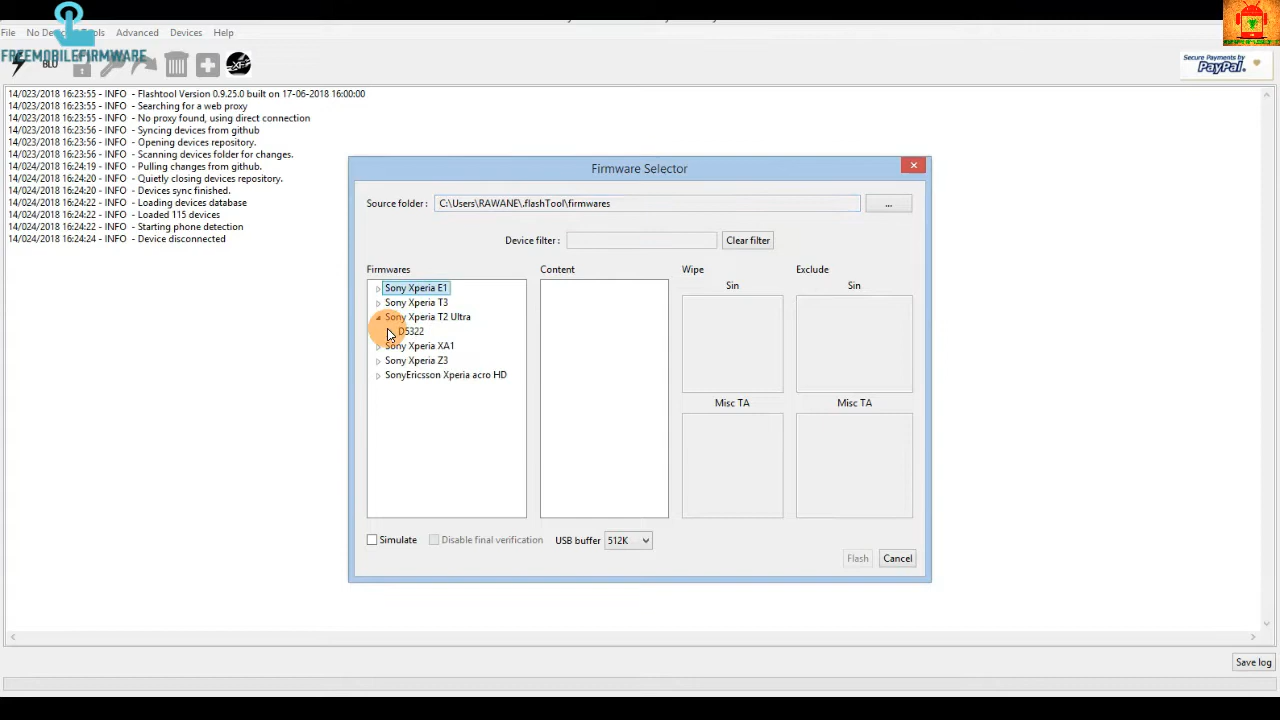 File No Devic Tools Advanced Devices Help
FREEMOBILEFIRMWARE
BLU
Secure Payments by
PayPal.
14/023/2018 16:23:55 - INFO - Flashtool Version 0.9.25.0 built on 17-06-2018 16:00:00
14/023/2018 16:23:55 - INFO - Searching for a web proxy
14/023/2018 16:23:55 - INFO - No proxy found, using direct connection
14/023/2018 16:23:56 - INFO - Syncing devices from github
14/023/2018 16:23:56 - INFO - Opening devices repository.
14/023/2018 16:23:56 - INFO - Scanning devices folder for changes.
14/024/2018 16:24:19 - INFO - Pulling changes from github.
14/024/2018 16:24:20 - INFO - Quietly closing devices repository.
14/024/2018 16:24:20 - INFO - Devices sync finished.
14/024/2018 16:24:22 - INFO - Loading devices database
14/024/2018 16:24:22 - INFO - Loaded 115 devices
14/024/2018 16:24:22 - INFO - Starting phone detection
14/024/2018 16:24:24 - INFO - Device disconnected
Firmware Selector
Source folder : C:\Users\RAWANE\.flashTool\firmwares ...
Device filter : Clear filter
Firmwares Content Wipe Exclude
Sin Sin
Sony Xperia E1
Sony Xperia T3
Sony Xperia T2 Ultra
D5322
Sony Xperia XA1
Sony Xperia Z3
SonyEricsson Xperia acro HD
Misc TA Misc TA
Simulate Disable final verification USB buffer 512K
Flash Cancel
Save log